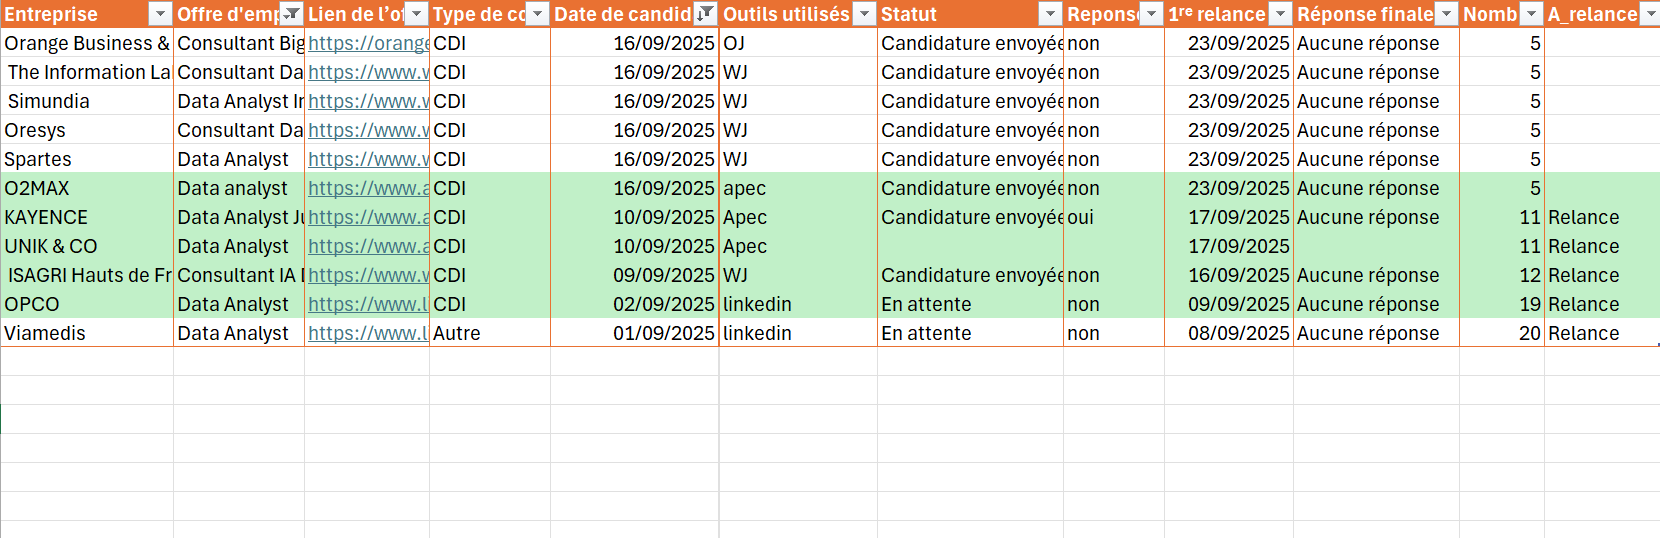 Entreprise Offre d'emp Lien de l'of Type de co Date de candid Outils utilisés Statut Reponse 1re relance Réponse finale Nomb A_relance
Orange Business & Consultant Big https://orange CDI 16/09/2025 OJ Candidature envoyée non 23/09/2025 Aucune réponse 5
The Information La Consultant Da https://www.w CDI 16/09/2025 WJ Candidature envoyée non 23/09/2025 Aucune réponse 5
Simundia Data Analyst In https://www.w CDI 16/09/2025 WJ Candidature envoyée non 23/09/2025 Aucune réponse 5
Oresys Consultant Da https://www.w CDI 16/09/2025 WJ Candidature envoyée non 23/09/2025 Aucune réponse 5
Spartes Data Analyst https://www.w CDI 16/09/2025 WJ Candidature envoyée non 23/09/2025 Aucune réponse 5
O2MAX Data analyst https://www.a CDI 16/09/2025 apec Candidature envoyée non 23/09/2025 Aucune réponse 5
KAYENCE Data Analyst Ju https://www.a CDI 10/09/2025 Apec Candidature envoyée oui 17/09/2025 Aucune réponse 11 Relance
UNIK & CO Data Analyst https://www.a CDI 10/09/2025 Apec 17/09/2025 11 Relance
ISAGRI Hauts de Fr Consultant IA https://www.w CDI 09/09/2025 WJ Candidature envoyée non 16/09/2025 Aucune réponse 12 Relance
OPCO Data Analyst https://www.li CDI 02/09/2025 linkedin En attente non 09/09/2025 Aucune réponse 19 Relance
Viamedis Data Analyst https://www.li Autre 01/09/2025 linkedin En attente non 08/09/2025 Aucune réponse 20 Relance